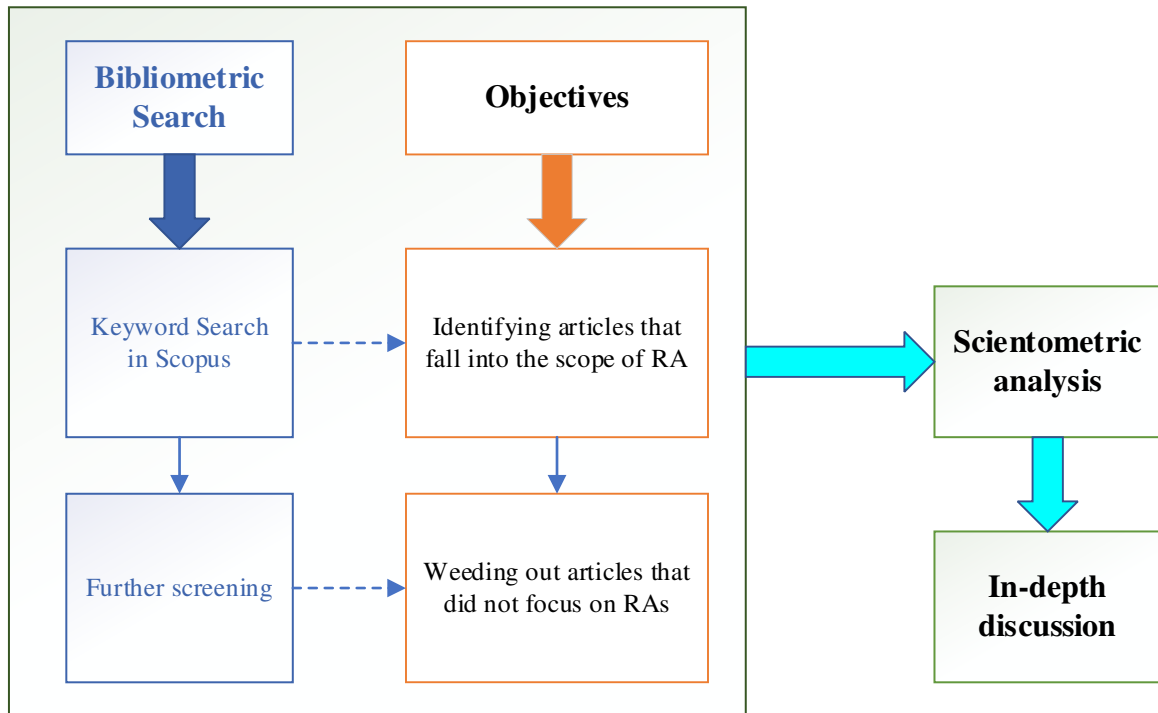 Bibliometric
Search
Objectives
Keyword Search
in Scopus
Identifying articles that
fall into the scope of RA
Further screening
Weeding out articles that
did not focus on RAs
Scientometric
analysis
In-depth
discussion